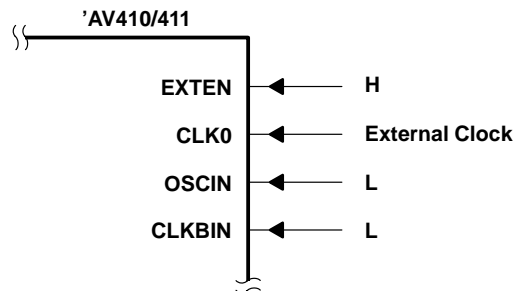 'AV410/411
EXTEN H
CLK0 External Clock
OSCIN L
CLKBIN L